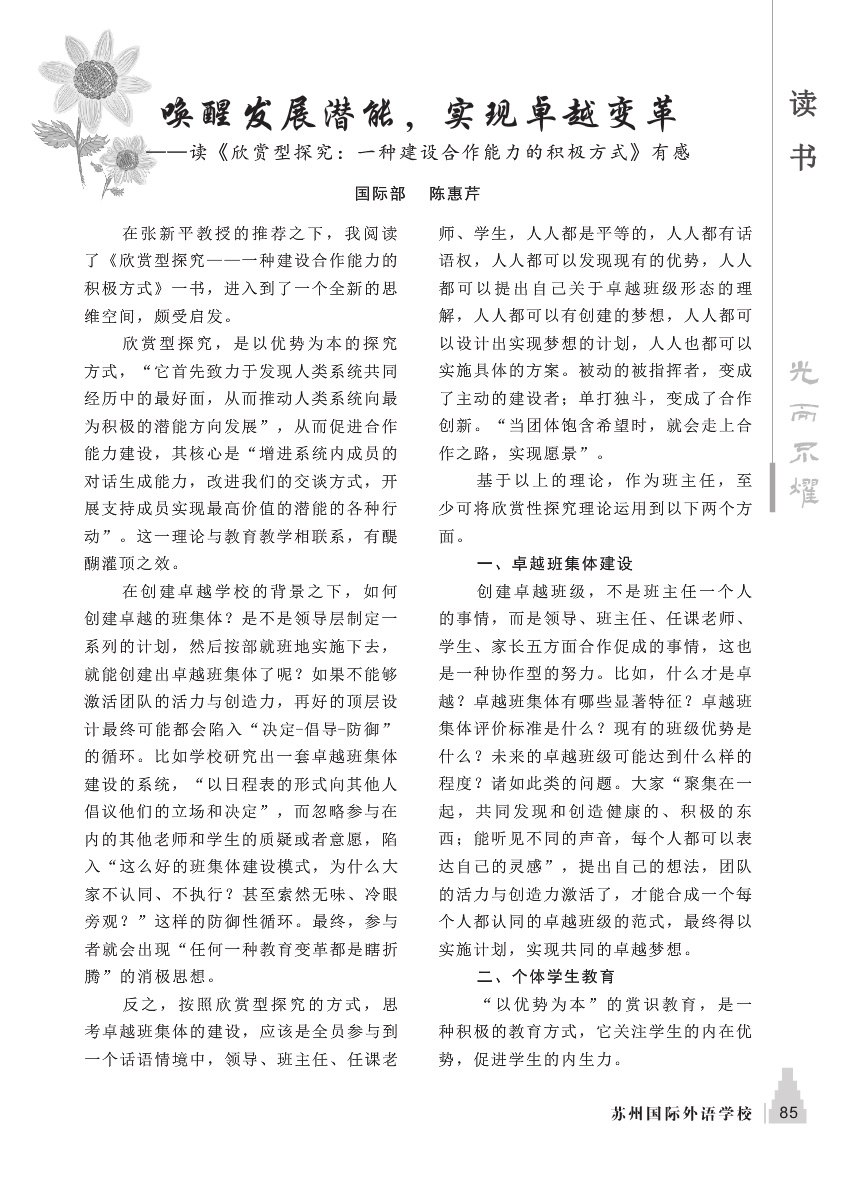 唤醒发展潜能，实现卓越变革
——读《欣赏型探究：一种建设合作能力的积极方式》有感
国际部 陈惠芹
在张新平教授的推荐之下，我阅读
了《欣赏型探究——一种建设合作能力的
积极方式》一书，进入到了一个全新的思
维空间，颇受启发。
欣赏型探究，是以优势为本的探究
方式，“它首先致力于发现人类系统共同
经历中的最好面，从而推动人类系统向最
为积极的潜能方向发展”，从而促进合作
能力建设，其核心是“增进系统内成员的
对话生成能力，改进我们的交谈方式，开
展支持成员实现最高价值的潜能的各种行
动”。这一理论与教育教学相联系，有醍
醐灌顶之效。
在创建卓越学校的背景之下，如何
创建卓越的班集体？是不是领导层制定一
系列的计划，然后按部就班地实施下去，
就能创建出卓越班集体了呢？如果不能够
激活团队的活力与创造力，再好的顶层设
计最终可能都会陷入“决定-倡导-防御”
的循环。比如学校研究出一套卓越班集体
建设的系统，“以日程表的形式向其他人
倡议他们的立场和决定”，而忽略参与在
内的其他老师和学生的质疑或者意愿，陷
入“这么好的班集体建设模式，为什么大
家不认同、不执行？甚至索然无味、冷眼
旁观？”这样的防御性循环。最终，参与
者就会出现“任何一种教育变革都是瞎折
腾”的消极思想。
反之，按照欣赏型探究的方式，思
考卓越班集体的建设，应该是全员参与到
一个话语情境中，领导、班主任、任课老
师、学生，人人都是平等的，人人都有话
语权，人人都可以发现现有的优势，人人
都可以提出自己关于卓越班级形态的理
解，人人都可以有创建的梦想，人人都可
以设计出实现梦想的计划，人人也都可以
实施具体的方案。被动的被指挥者，变成
了主动的建设者；单打独斗，变成了合作
创新。“当团体饱含希望时，就会走上合
作之路，实现愿景”。
基于以上的理论，作为班主任，至
少可将欣赏性探究理论运用到以下两个方
面。
一、卓越班集体建设
创建卓越班级，不是班主任一个人
的事情，而是领导、班主任、任课老师、
学生、家长五方面合作促成的事情，这也
是一种协作型的努力。比如，什么才是卓
越？卓越班集体有哪些显著特征？卓越班
集体评价标准是什么？现有的班级优势是
什么？未来的卓越班级可能达到什么样的
程度？诸如此类的问题。大家“聚集在一
起，共同发现和创造健康的、积极的东
西；能听见不同的声音，每个人都可以表
达自己的灵感”，提出自己的想法，团队
的活力与创造力激活了，才能合成一个每
个人都认同的卓越班级的范式，最终得以
实施计划，实现共同的卓越梦想。
二、个体学生教育
“以优势为本”的赏识教育，是一
种积极的教育方式，它关注学生的内在优
势，促进学生的内生力。
读书
光而不耀
苏州国际外语学校 85